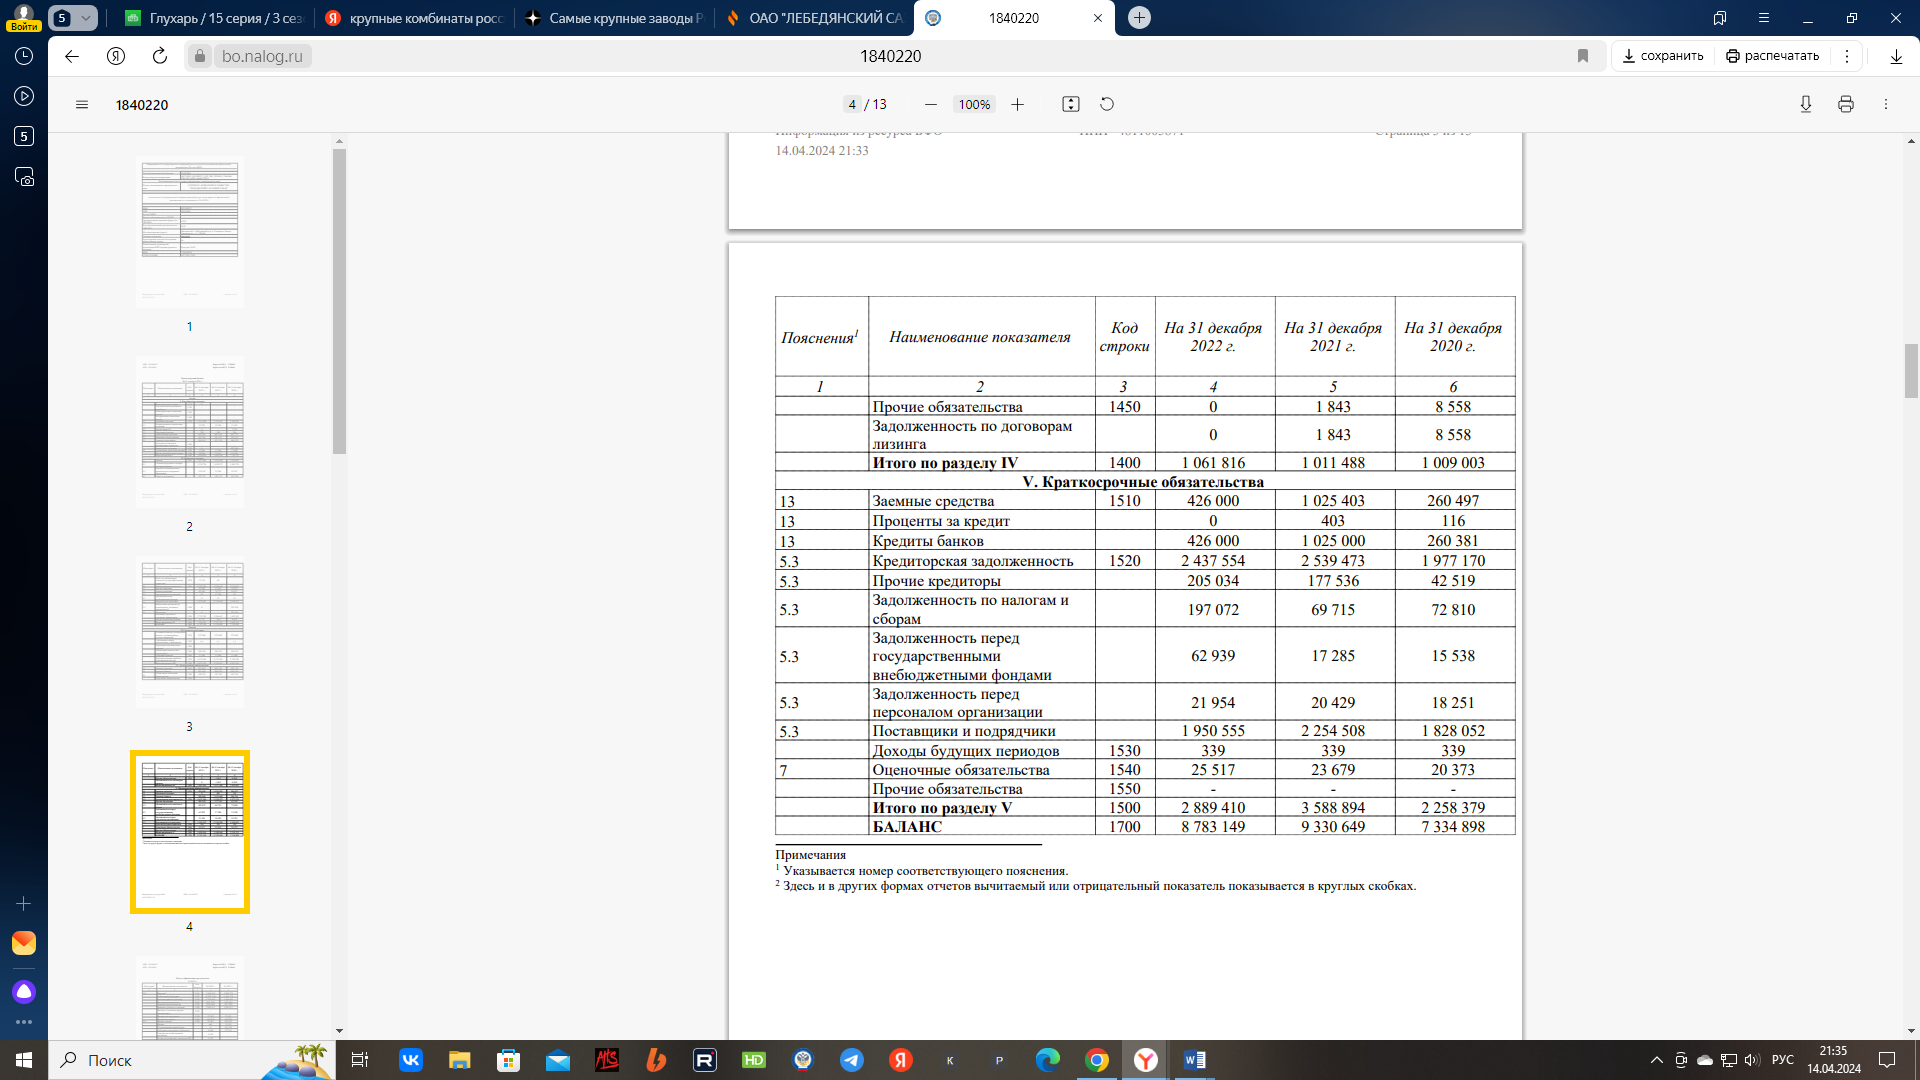 Войти
5
Глухарь / 15 серия / 3 сез
крупные комбинаты росс
Самые крупные заводы Р
ОАО "ЛЕБЕДЯНСКИЙ СА
1840220
bo.nalog.ru
1840220
сохранить
распечатать
5
1840220
4 / 13
100%
1
2
3
4
14.04.2024 21:33
Пояснения1 Наименование показателя Код строки На 31 декабря 2022 г. На 31 декабря 2021 г. На 31 декабря 2020 г.
1 2 3 4 5 6
Прочие обязательства 1450 0 1 843 8 558
Задолженность по договорам лизинга 0 1 843 8 558
Итого по разделу IV 1400 1 061 816 1 011 488 1 009 003
V. Краткосрочные обязательства
13 Заемные средства 1510 426 000 1 025 403 260 497
13 Проценты за кредит 0 403 116
13 Кредиты банков 426 000 1 025 000 260 381
5.3 Кредиторская задолженность 1520 2 437 554 2 539 473 1 977 170
5.3 Прочие кредиторы 205 034 177 536 42 519
5.3 Задолженность по налогам и сборам 197 072 69 715 72 810
5.3 Задолженность перед государственными внебюджетными фондами 62 939 17 285 15 538
5.3 Задолженность перед персоналом организации 21 954 20 429 18 251
5.3 Поставщики и подрядчики 1 950 555 2 254 508 1 828 052
Доходы будущих периодов 1530 339 339 339
7 Оценочные обязательства 1540 25 517 23 679 20 373
Прочие обязательства 1550 - - -
Итого по разделу V 1500 2 889 410 3 588 894 2 258 379
БАЛАНС 1700 8 783 149 9 330 649 7 334 898
Примечания
1 Указывается номер соответствующего пояснения.
2 Здесь и в других формах отчетов вычитаемый или отрицательный показатель показывается в круглых скобках.
Поиск
РУС
21:35
14.04.2024